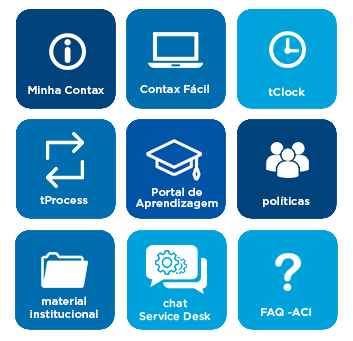 Minha Contax
Contax Fácil
tClock
tProcess
Portal de
Aprendizagem
políticas
material
institucional
chat
Service Desk
FAQ -ACI